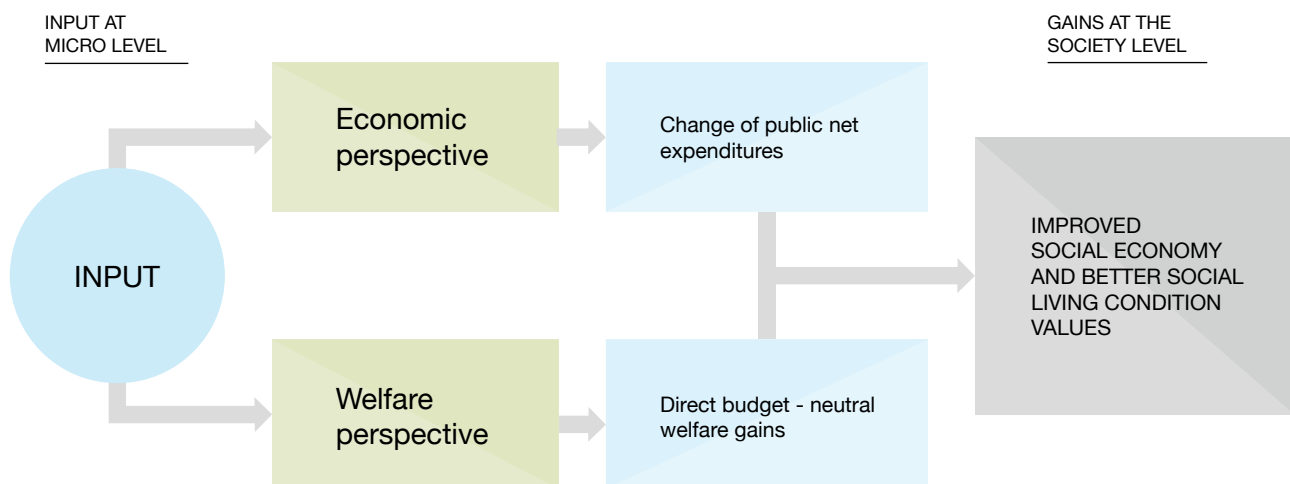 INPUT AT
MICRO LEVEL
GAINS AT THE
SOCIETY LEVEL
INPUT
Economic
perspective
Change of public net
expenditures
Welfare
perspective
Direct budget - neutral
welfare gains
IMPROVED
SOCIAL ECONOMY
AND BETTER SOCIAL
LIVING CONDITION
VALUES